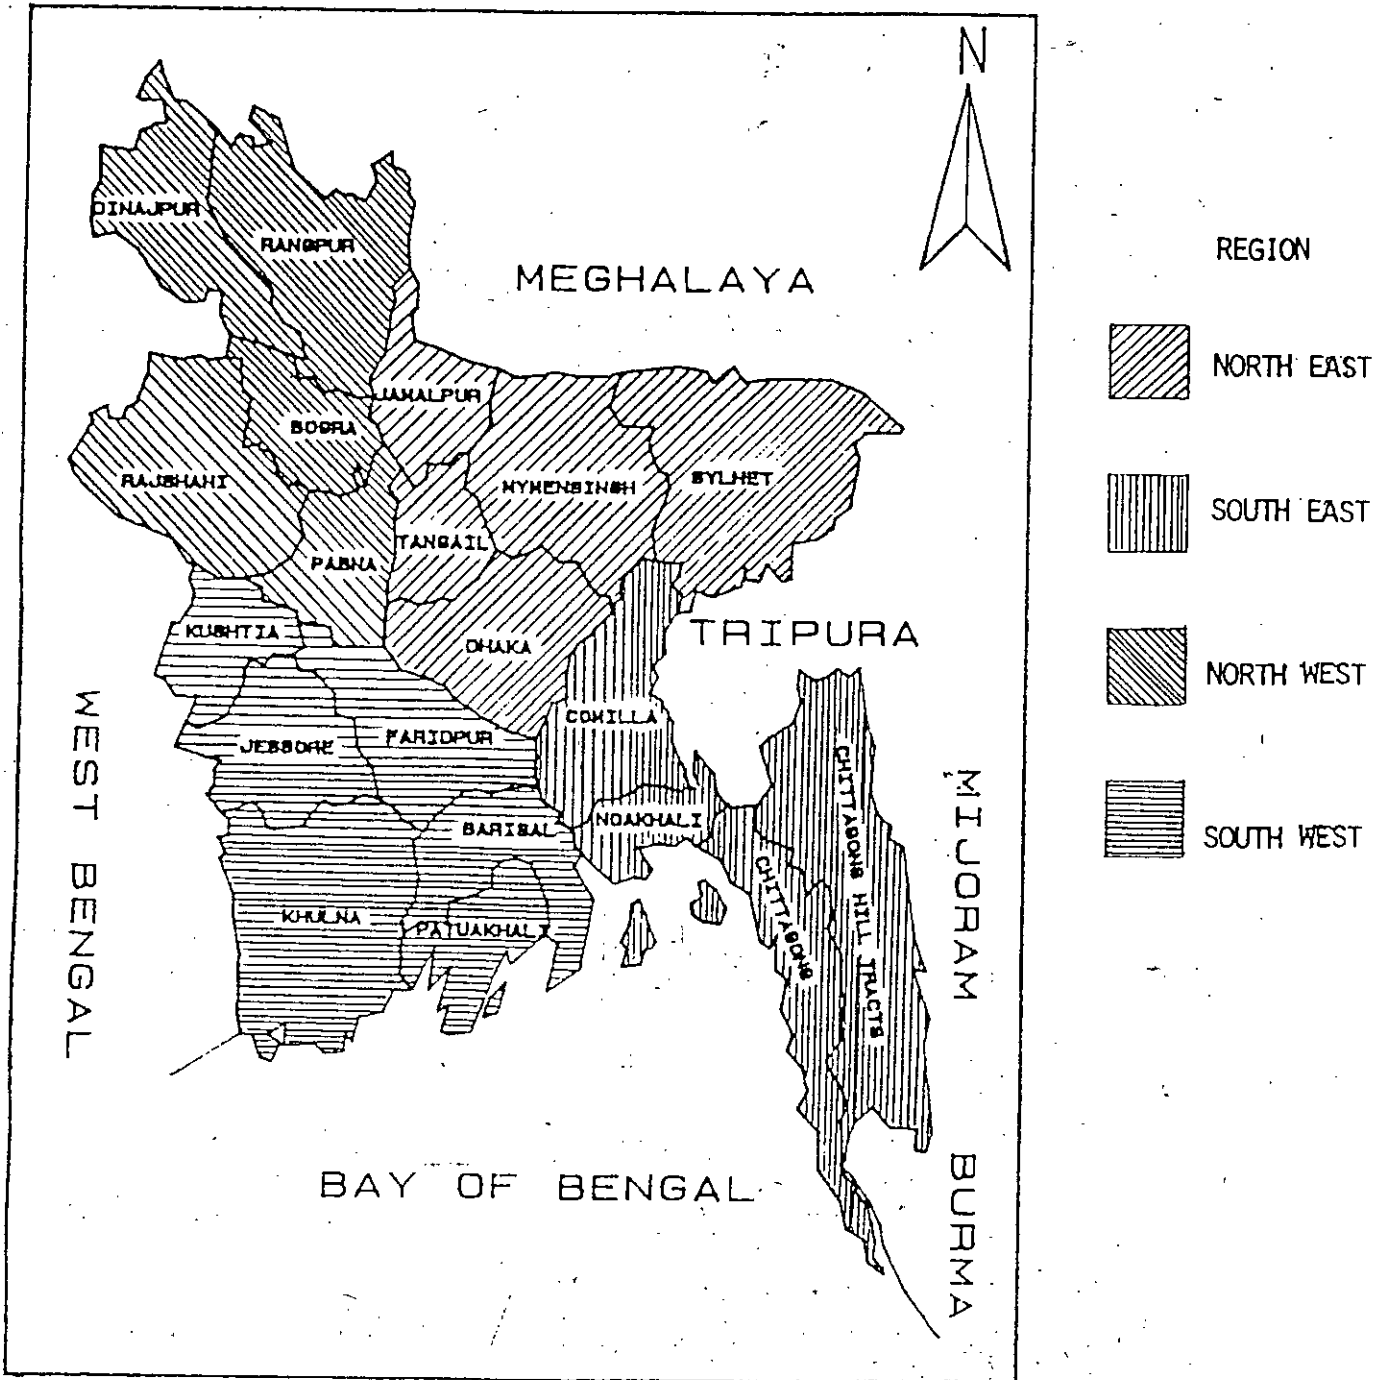 N
DINAJPUR
RANGPUR
MEGHALAYA
REGION
NORTH EAST
JAMALPUR
BOGRA
RAJSHAHI
MYMENSINGH
SYLHET
SOUTH EAST
TANGAIL
PABNA
KUSHTIA
DHAKA
TRIPURA
NORTH WEST
WEST BENGAL
JESSORE
FARIDPUR
COMILLA
CHITTAGONG HILL TRACTS
MIJORAM
BARISAL
NOAKHALI
SOUTH WEST
CHITTAGONG
KHULNA
PATUAKHALI
BAY OF BENGAL
BURMA